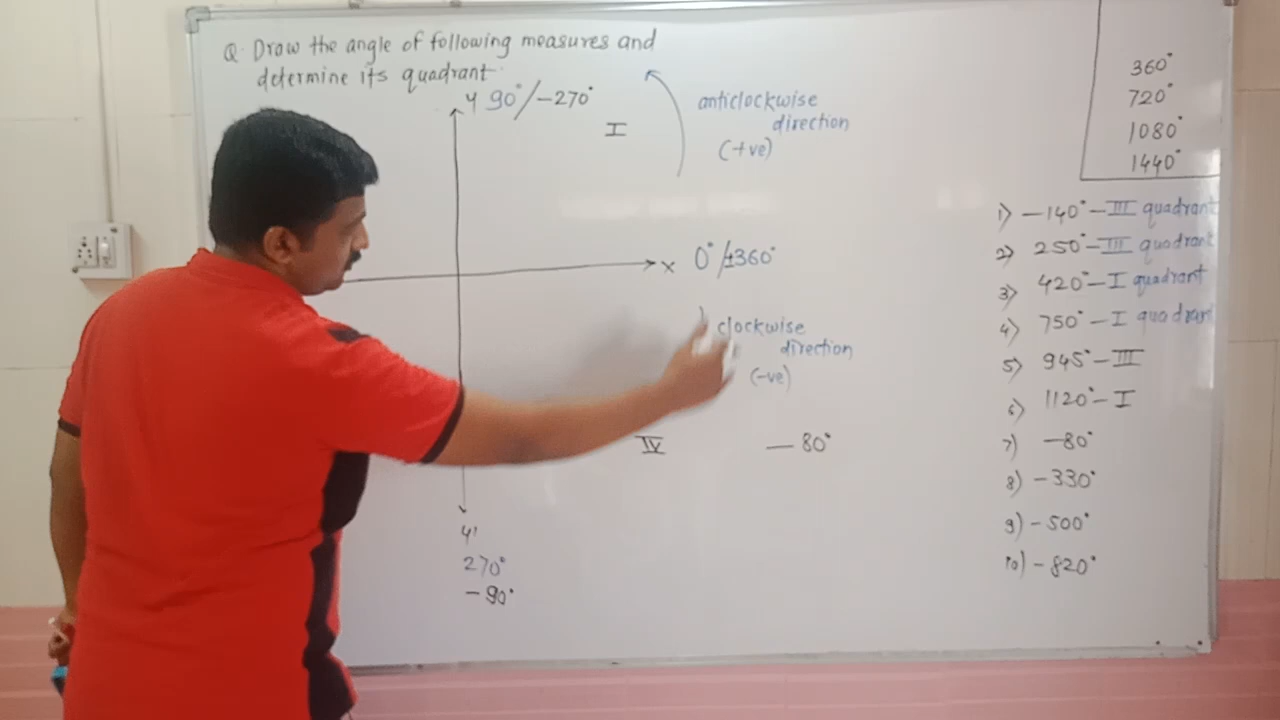 Q. Draw the angle of following measures and
determine its quadrant.
Y 90°/-270°
I
anticlockwise
direction
(+ve)
X 0°/±360°
clockwise
direction
(-ve)
IV
-80°
Y'
270°
-90°
360°
720°
1080°
1440°
1) -140° - III quadrant
2) 250° - III quadrant
3) 420° - I quadrant
4) 750° - I quadrant
5) 945° - III
6) 1120° - I
7) -80°
8) -330°
9) -500°
10) -820°